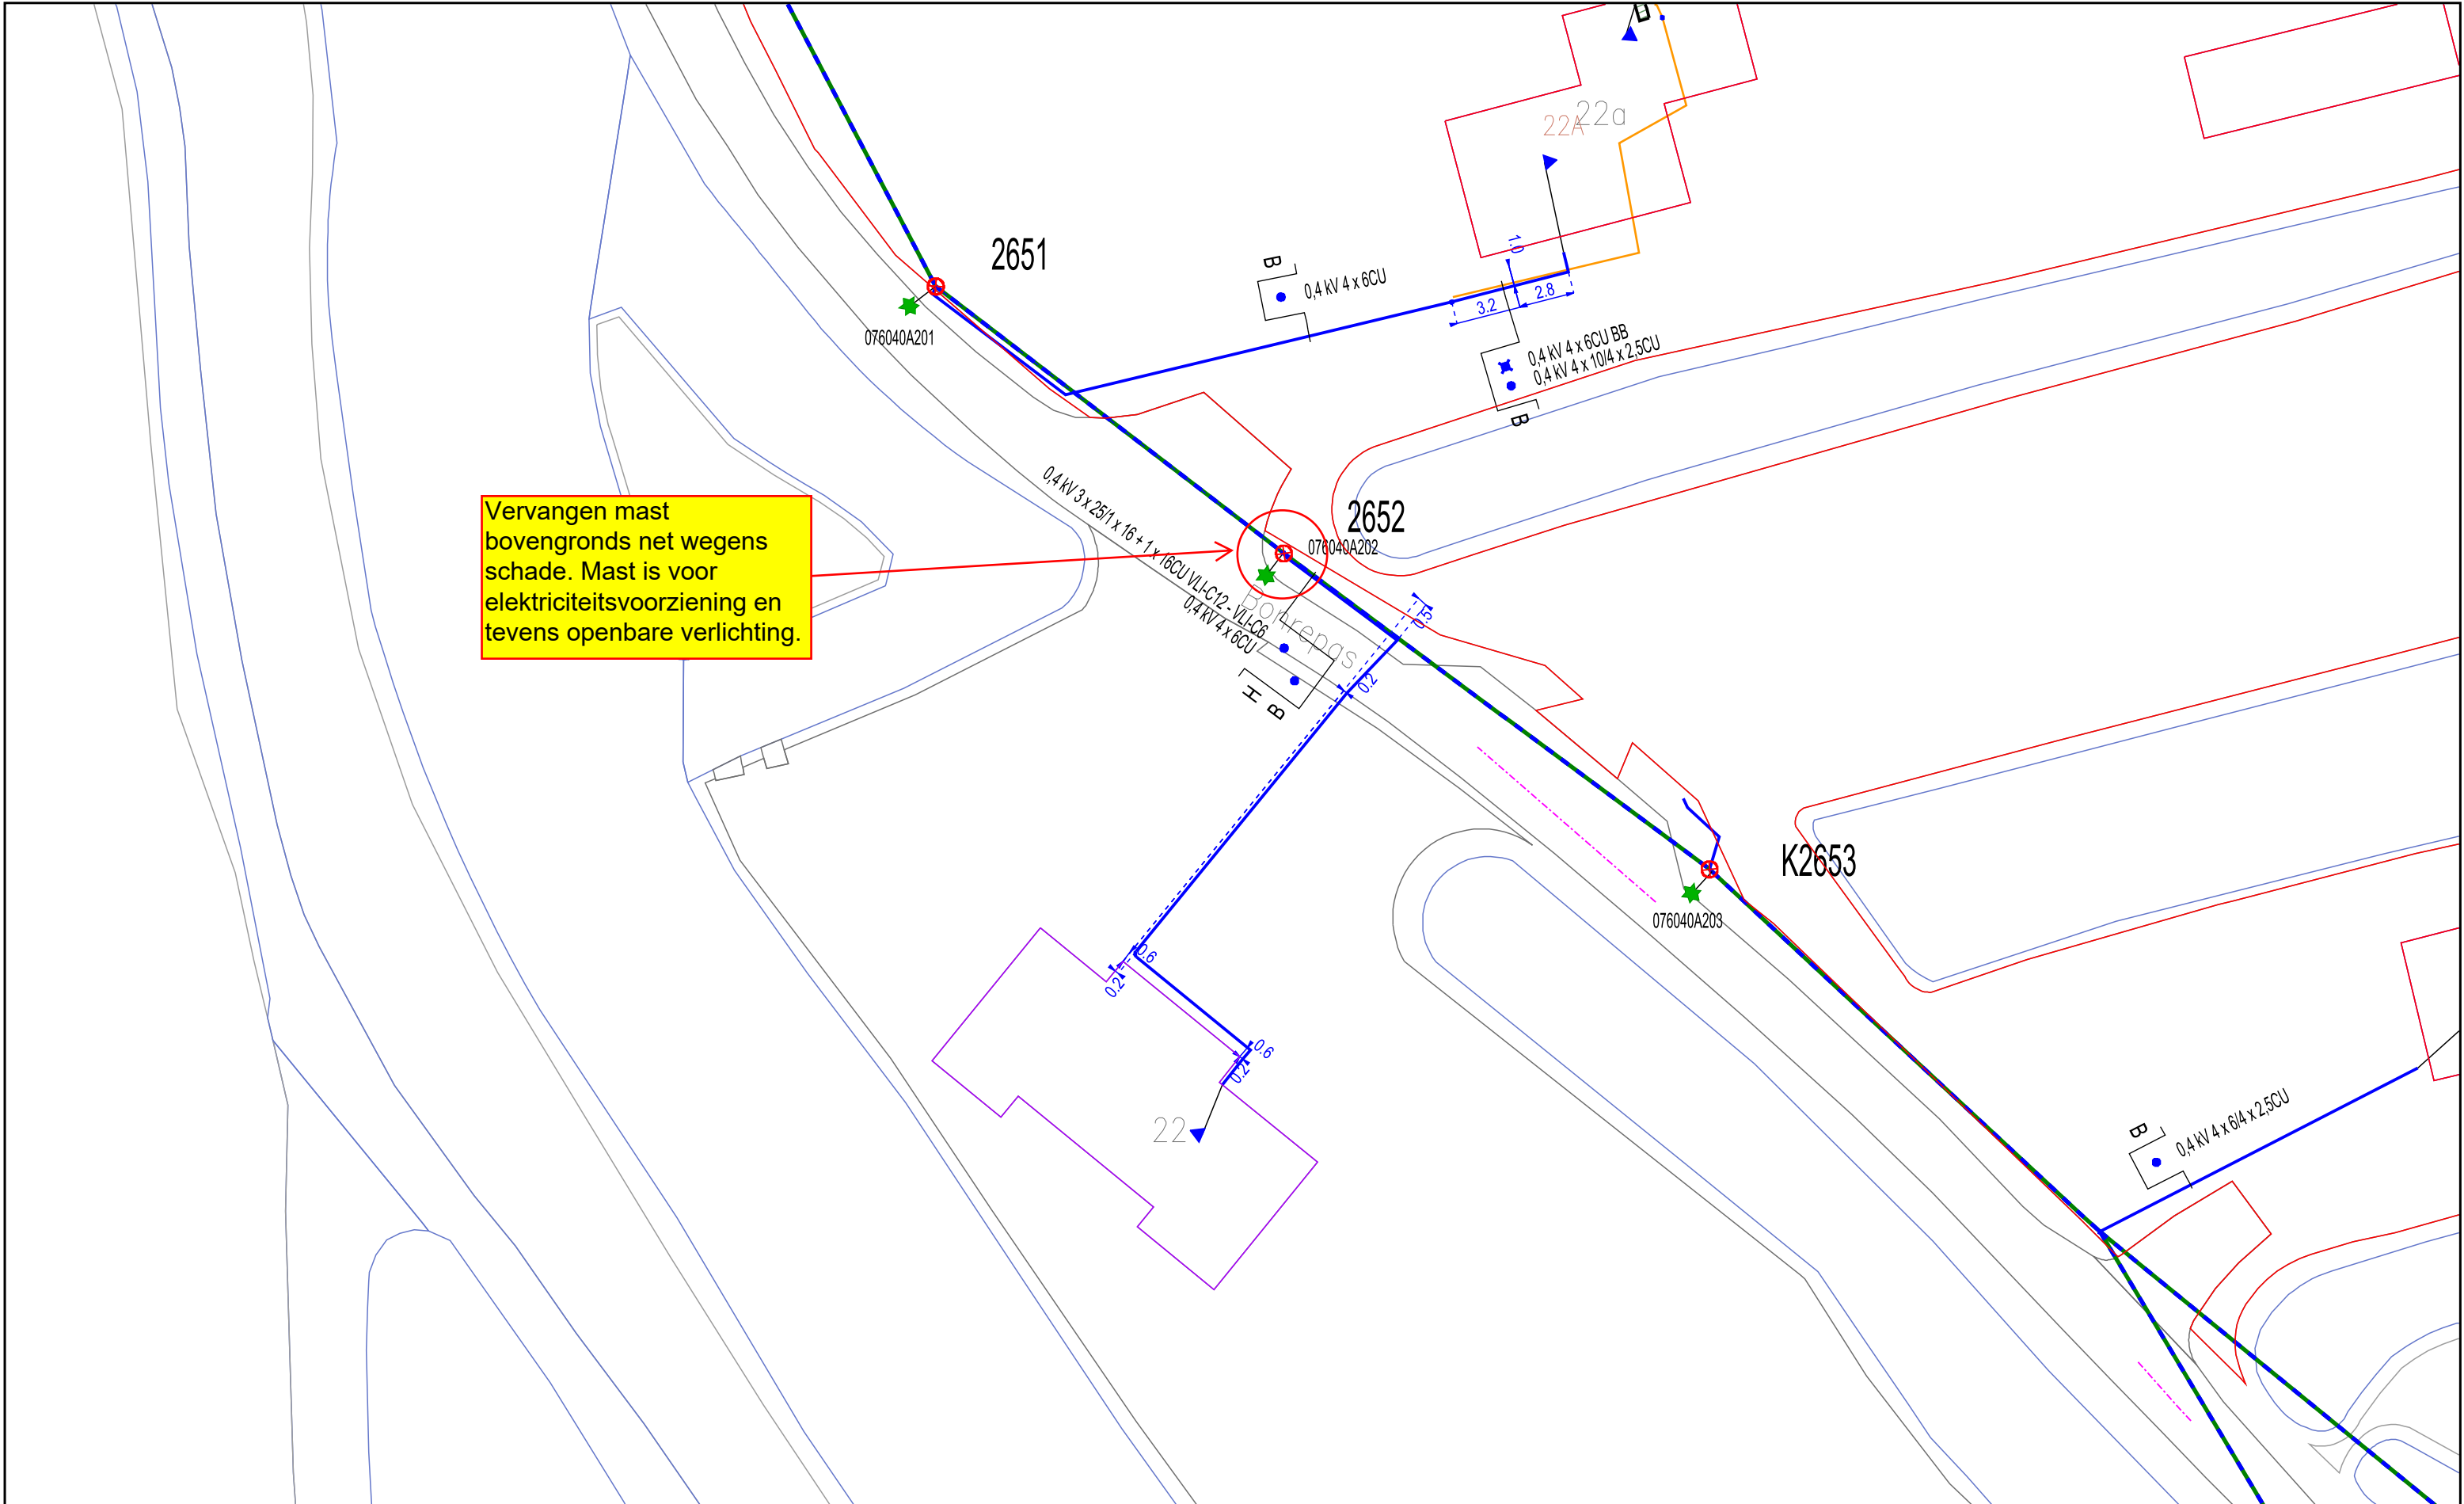 22A
22a
2651
B
0,4 kV 4 x 6CU
1.0
3.2
2.8
076040A201
0,4 kV 4 x 6CU BB
0,4 kV 4 x 10/4 x 2,5CU
B
Vervangen mast
bovengronds net wegens
schade. Mast is voor
elektriciteitsvoorziening en
tevens openbare verlichting.
2652
076040A202
0,4 kV 3 x 25/1 x 16 + 1 x 16CU VLI-C12 - VLI-C6
0,4 kV 4 x 6CU
Bonrepas
0.5
0.2
H
B
K2653
076040A203
0.6
0.2
0.6
0.2
22
B
0,4 kV 4 x 6/4 x 2,5CU